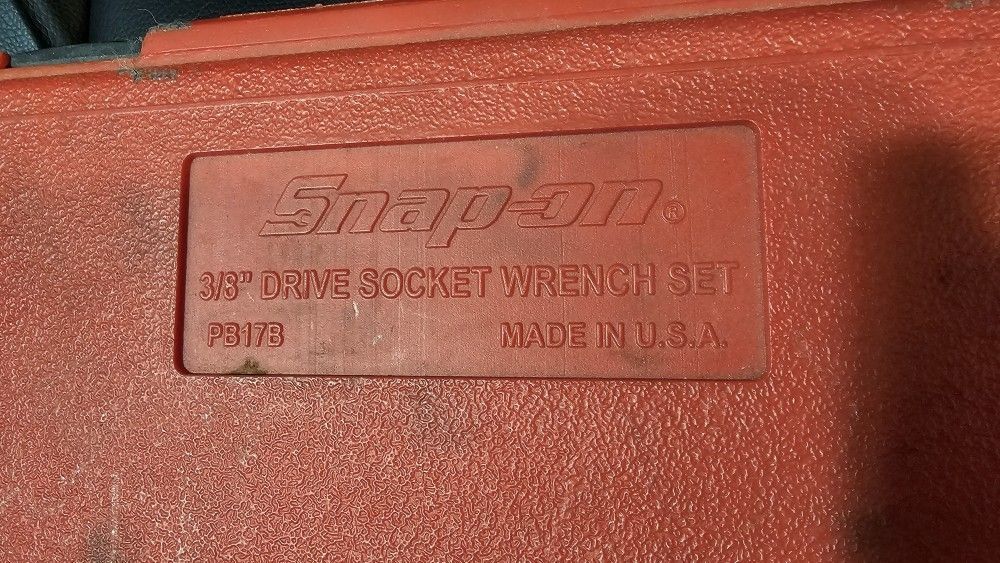 Snap-on®
3/8" DRIVE SOCKET WRENCH SET
PB17B MADE IN U.S.A.